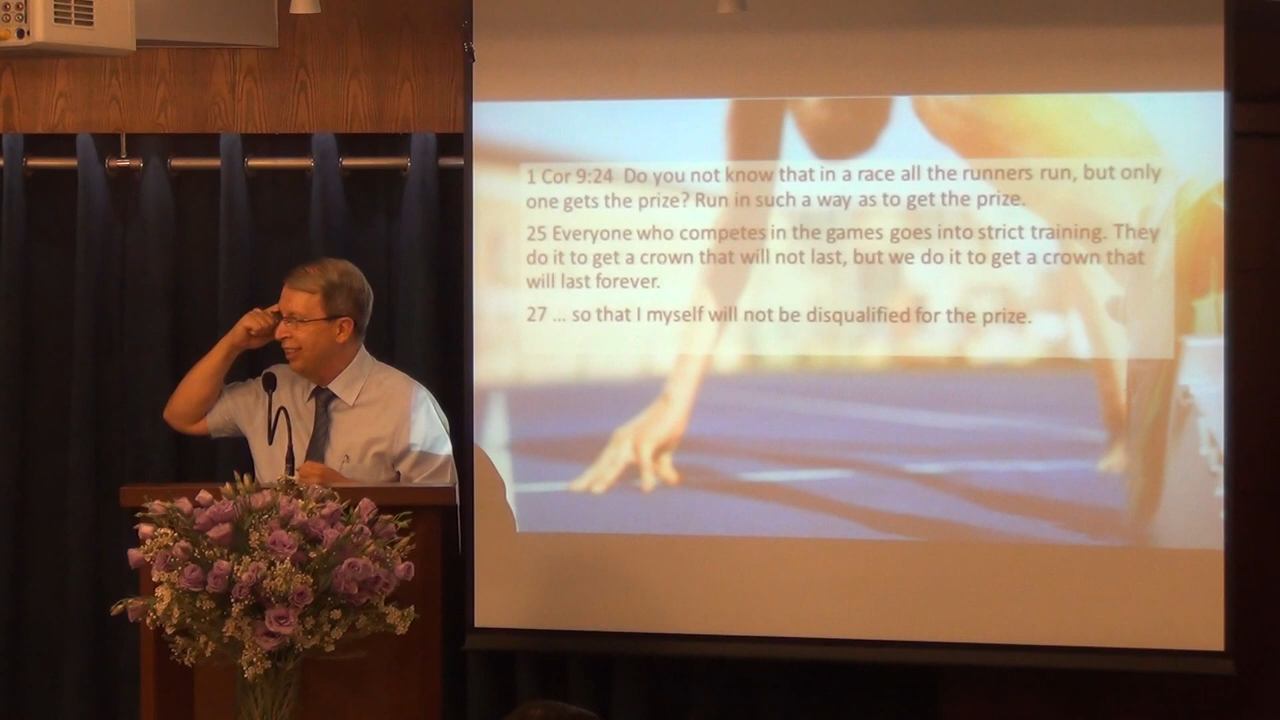 1 Cor 9:24 Do you not know that in a race all the runners run, but only
one gets the prize? Run in such a way as to get the prize.
25 Everyone who competes in the games goes into strict training. They
do it to get a crown that will not last, but we do it to get a crown that
will last forever.
27 ... so that I myself will not be disqualified for the prize.